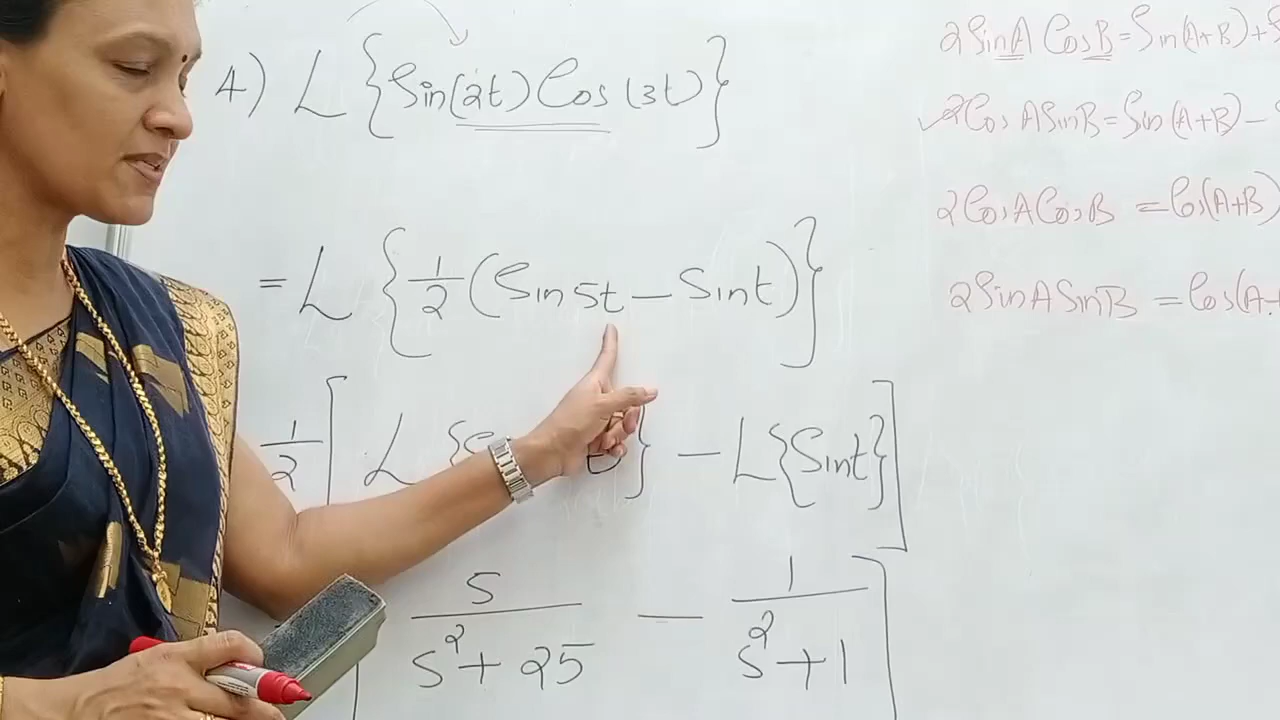 4) L{Sin(2t) Cos(3t)}
= L{1/2 (Sin5t − Sint)}
1/2 [L{S t} − L{Sint}]
5/(s²+25) − 1/(s²+1)]
2SinA CosB = Sin(A+B) + S
✓2Cos A SinB = Sin(A+B) −
2CosA CosB = Cos(A+B)
2SinA SinB = Cos(A-